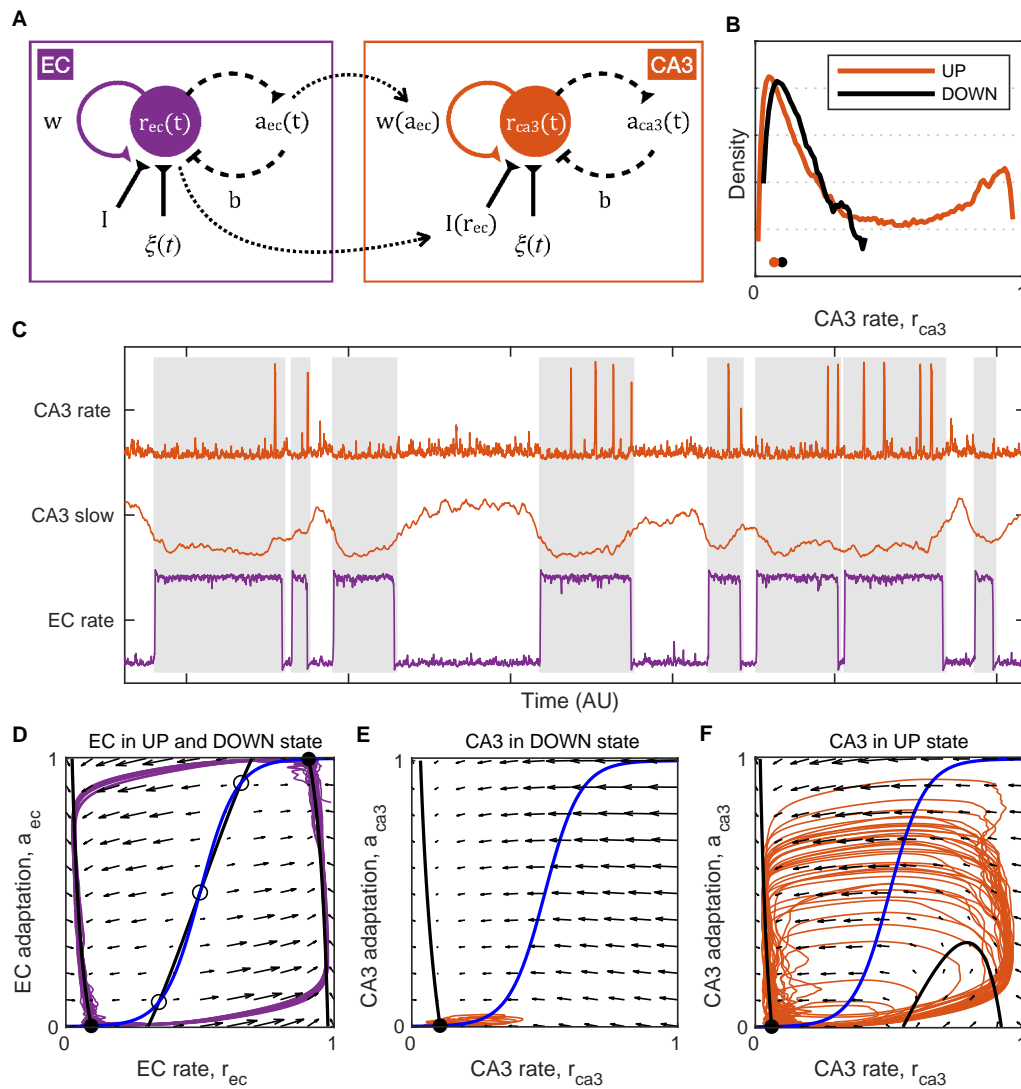 A
EC
w
r_ec(t)
a_ec(t)
I
ξ(t)
b
CA3
w(a_ec)
r_ca3(t)
a_ca3(t)
I(r_ec)
ξ(t)
b
B
UP
DOWN
Density
0
1
CA3 rate, r_ca3
C
CA3 rate
CA3 slow
EC rate
Time (AU)
D
EC in UP and DOWN state
1
EC adaptation, a_ec
0
0
1
EC rate, r_ec
E
CA3 in DOWN state
1
CA3 adaptation, a_ca3
0
0
1
CA3 rate, r_ca3
F
CA3 in UP state
1
CA3 adaptation, a_ca3
0
0
1
CA3 rate, r_ca3